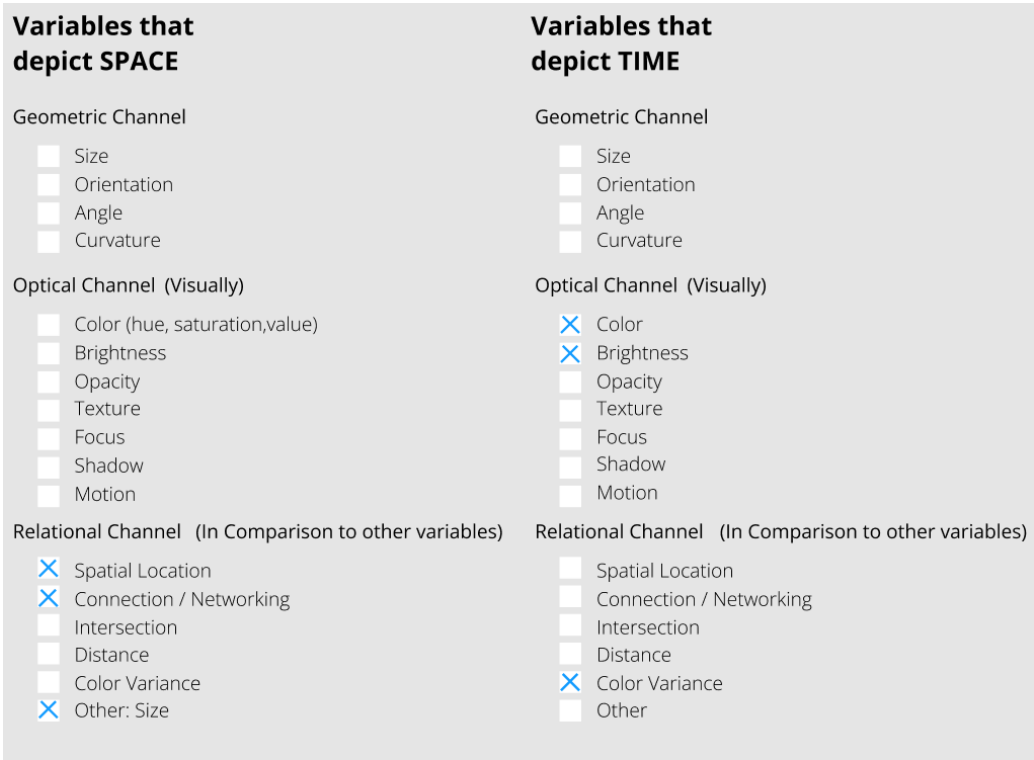 Variables that
depict SPACE
Geometric Channel
Size
Orientation
Angle
Curvature
Optical Channel (Visually)
Color (hue, saturation,value)
Brightness
Opacity
Texture
Focus
Shadow
Motion
Relational Channel (In Comparison to other variables)
Spatial Location
Connection / Networking
Intersection
Distance
Color Variance
Other: Size
Variables that
depict TIME
Geometric Channel
Size
Orientation
Angle
Curvature
Optical Channel (Visually)
Color
Brightness
Opacity
Texture
Focus
Shadow
Motion
Relational Channel (In Comparison to other variables)
Spatial Location
Connection / Networking
Intersection
Distance
Color Variance
Other